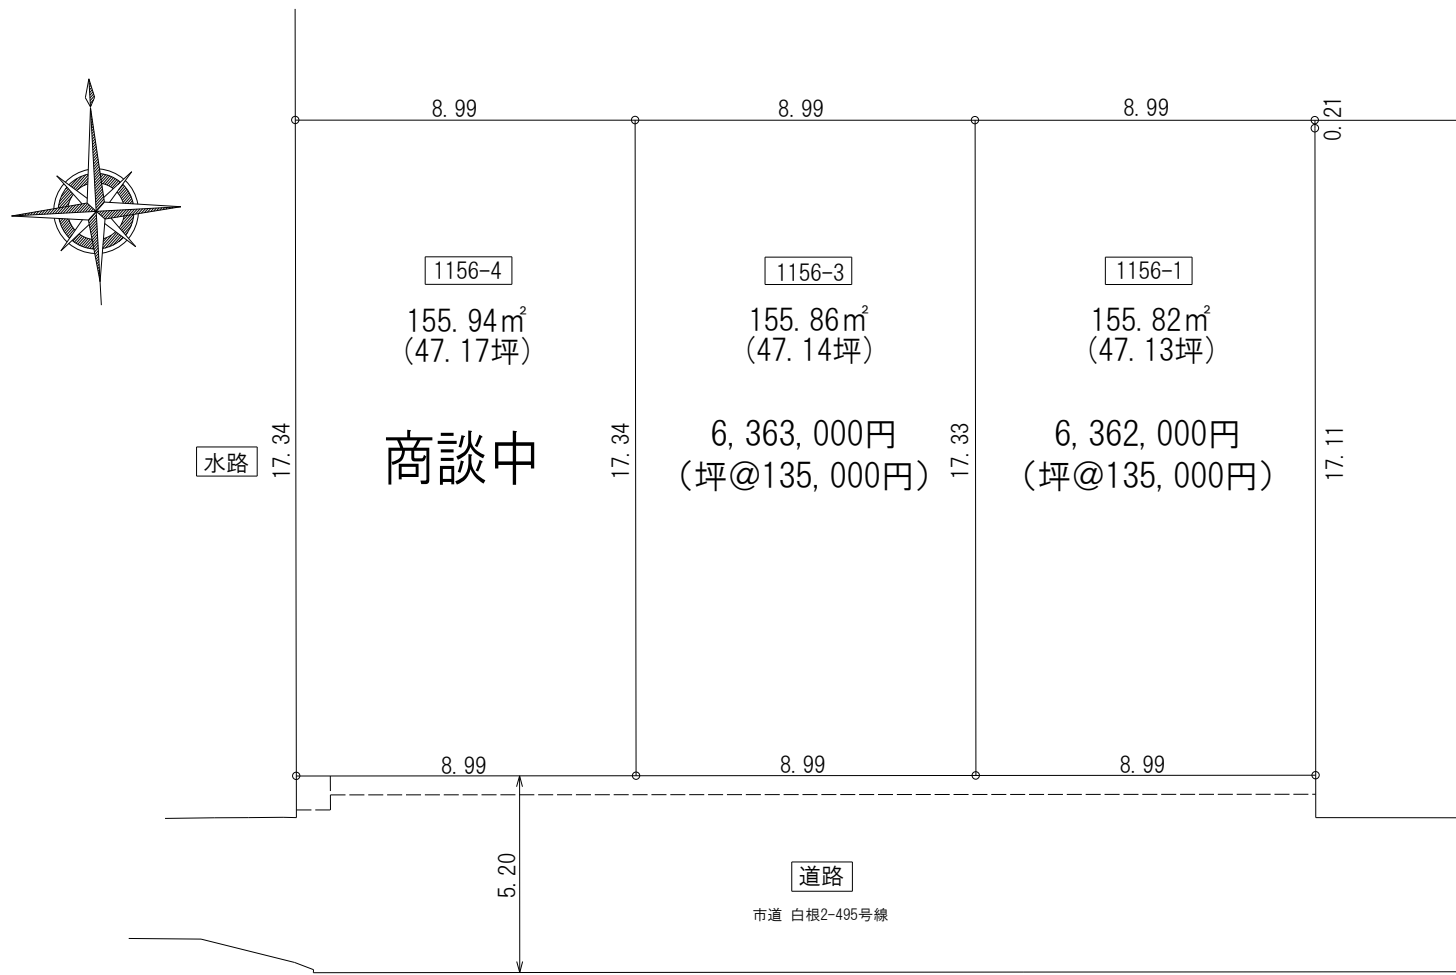 8.99
8.99
8.99
0.21
1156-4
155.94㎡
(47.17坪)
商談中
1156-3
155.86㎡
(47.14坪)
6,363,000円
(坪@135,000円)
1156-1
155.82㎡
(47.13坪)
6,362,000円
(坪@135,000円)
水路
17.34
17.34
17.33
17.11
8.99
8.99
8.99
5.20
道路
市道 白根2-495号線